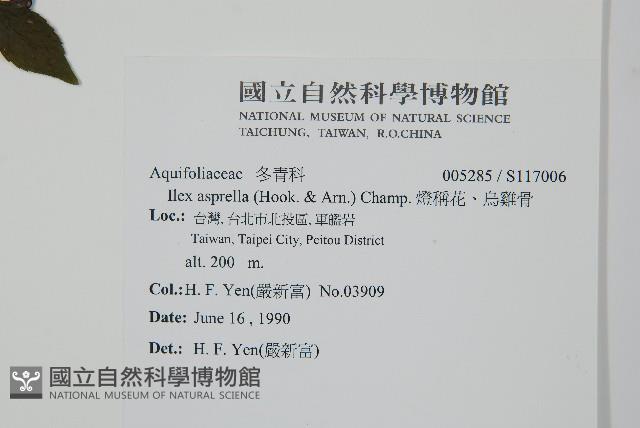 國立自然科學博物館
NATIONAL MUSEUM OF NATURAL SCIENCE
TAICHUNG, TAIWAN, R.O.CHINA
Aquifoliaceae 冬青科 005285 / S117006
Ilex asprella (Hook. & Arn.) Champ. 燈稱花、烏雞骨
Loc.: 台灣, 台北市北投區, 軍艦岩
Taiwan, Taipei City, Peitou District
alt. 200 m.
Col.: H. F. Yen(嚴新富) No.03909
Date: June 16 , 1990
Det.: H. F. Yen(嚴新富)
國立自然科學博物館
NATIONAL MUSEUM OF NATURAL SCIENCE